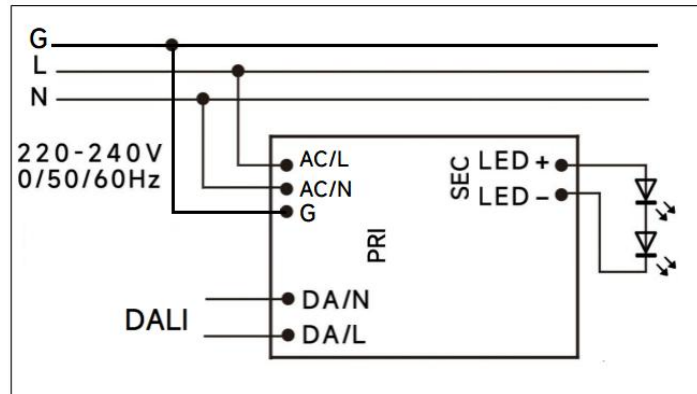 G
L
N
220-240V
0/50/60Hz
AC/L
AC/N
G
PRI
SEC
LED +
LED -
DALI
DA/N
DA/L